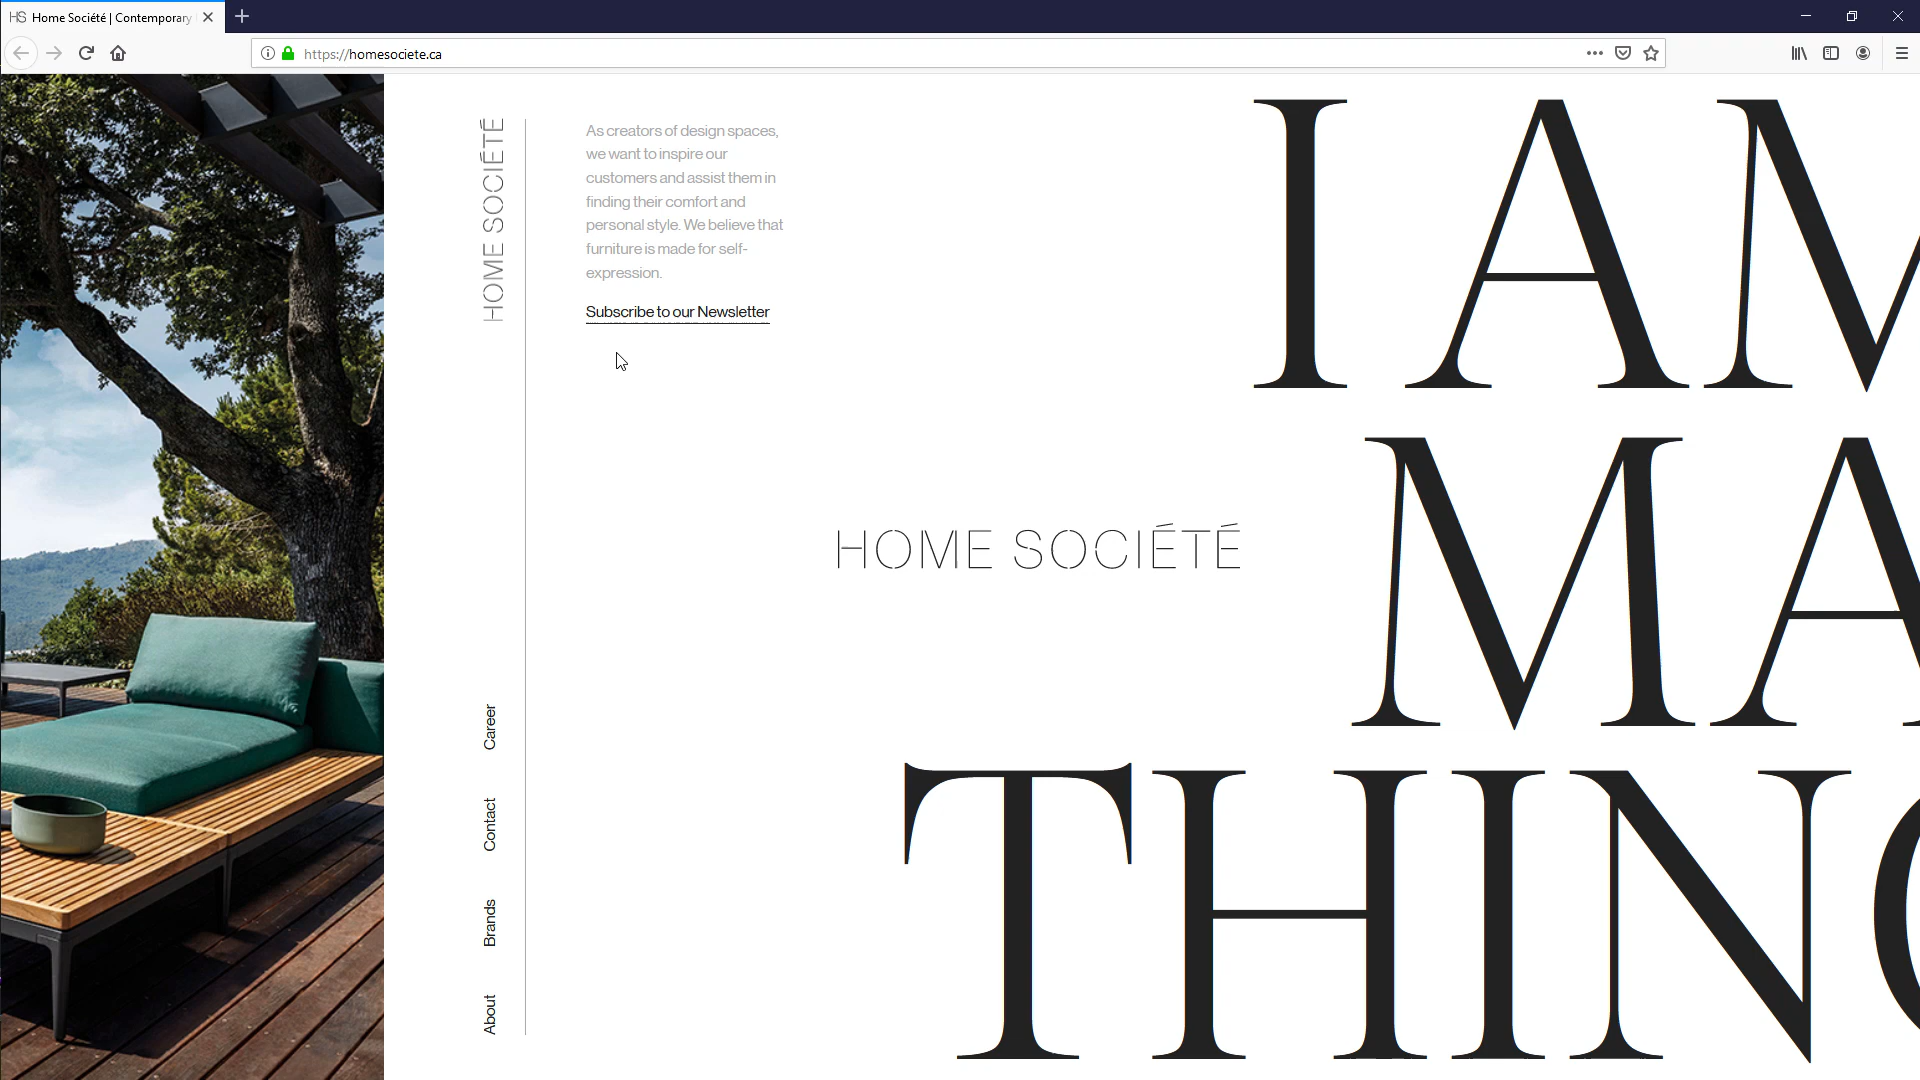 Home Société | Contemporary
https://homesociete.ca
HOME SOCIÉTÉ
As creators of design spaces,
we want to inspire our
customers and assist them in
finding their comfort and
personal style. We believe that
furniture is made for self-
expression.
Subscribe to our Newsletter
HOME SOCIÉTÉ
I AM
MA
THING
Career
Contact
Brands
About